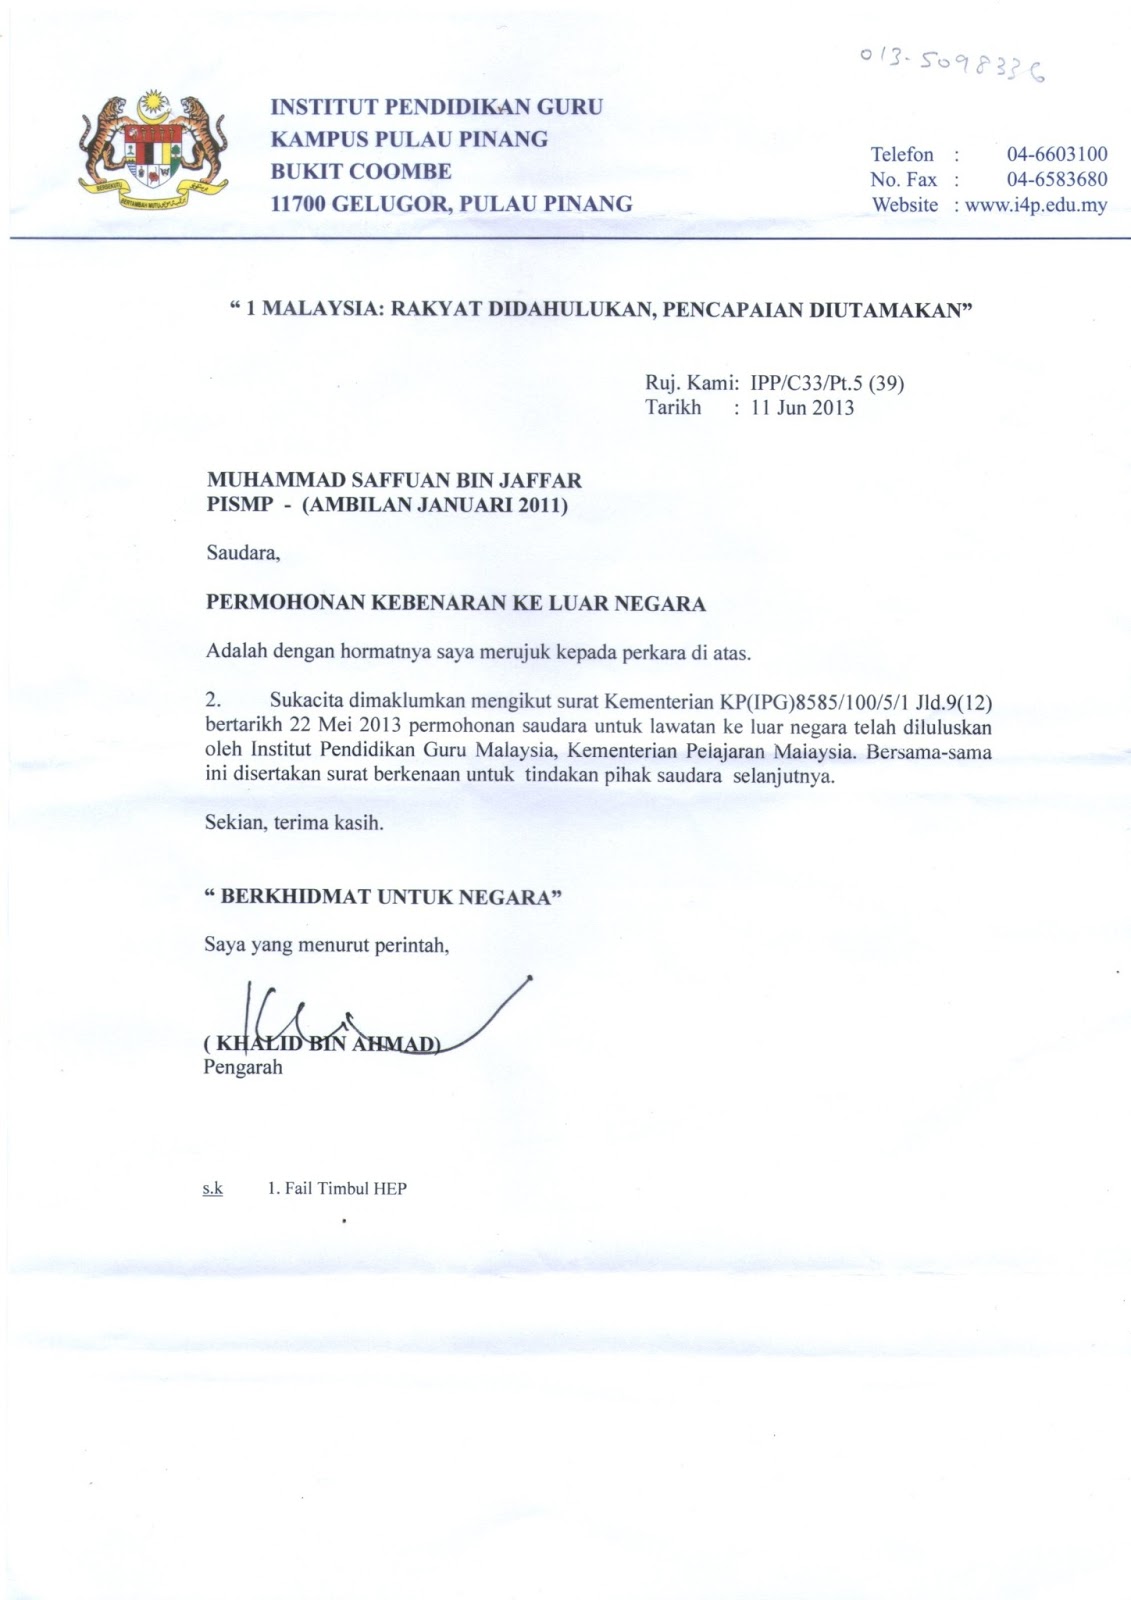 013-5098336
INSTITUT PENDIDIKAN GURU
KAMPUS PULAU PINANG
BUKIT COOMBE
11700 GELUGOR, PULAU PINANG
Telefon : 04-6603100
No. Fax : 04-6583680
Website : www.i4p.edu.my
“ 1 MALAYSIA: RAKYAT DIDAHULUKAN, PENCAPAIAN DIUTAMAKAN”
Ruj. Kami: IPP/C33/Pt.5 (39)
Tarikh : 11 Jun 2013
MUHAMMAD SAFFUAN BIN JAFFAR
PISMP - (AMBILAN JANUARI 2011)
Saudara,
PERMOHONAN KEBENARAN KE LUAR NEGARA
Adalah dengan hormatnya saya merujuk kepada perkara di atas.
2. Sukacita dimaklumkan mengikut surat Kementerian KP(IPG)8585/100/5/1 Jld.9(12)
bertarikh 22 Mei 2013 permohonan saudara untuk lawatan ke luar negara telah diluluskan
oleh Institut Pendidikan Guru Malaysia, Kementerian Pelajaran Malaysia. Bersama-sama
ini disertakan surat berkenaan untuk tindakan pihak saudara selanjutnya.
Sekian, terima kasih.
“ BERKHIDMAT UNTUK NEGARA”
Saya yang menurut perintah,
( KHALID BIN AHMAD)
Pengarah
s.k 1. Fail Timbul HEP